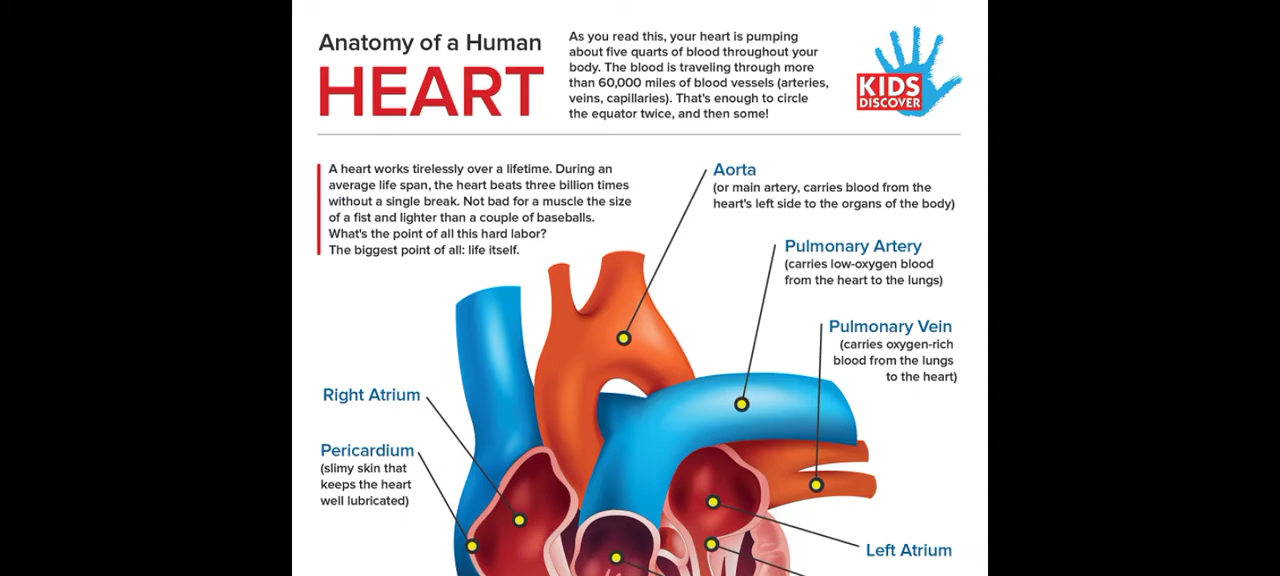 Anatomy of a Human
HEART
As you read this, your heart is pumping
about five quarts of blood throughout your
body. The blood is traveling through more
than 60,000 miles of blood vessels (arteries,
veins, capillaries). That's enough to circle
the equator twice, and then some!
KIDS
DISCOVER
A heart works tirelessly over a lifetime. During an
average life span, the heart beats three billion times
without a single break. Not bad for a muscle the size
of a fist and lighter than a couple of baseballs.
What's the point of all this hard labor?
The biggest point of all: life itself.
Aorta
(or main artery, carries blood from the
heart's left side to the organs of the body)
Pulmonary Artery
(carries low-oxygen blood
from the heart to the lungs)
Pulmonary Vein
(carries oxygen-rich
blood from the lungs
to the heart)
Right Atrium
Pericardium
(slimy skin that
keeps the heart
well lubricated)
Left Atrium